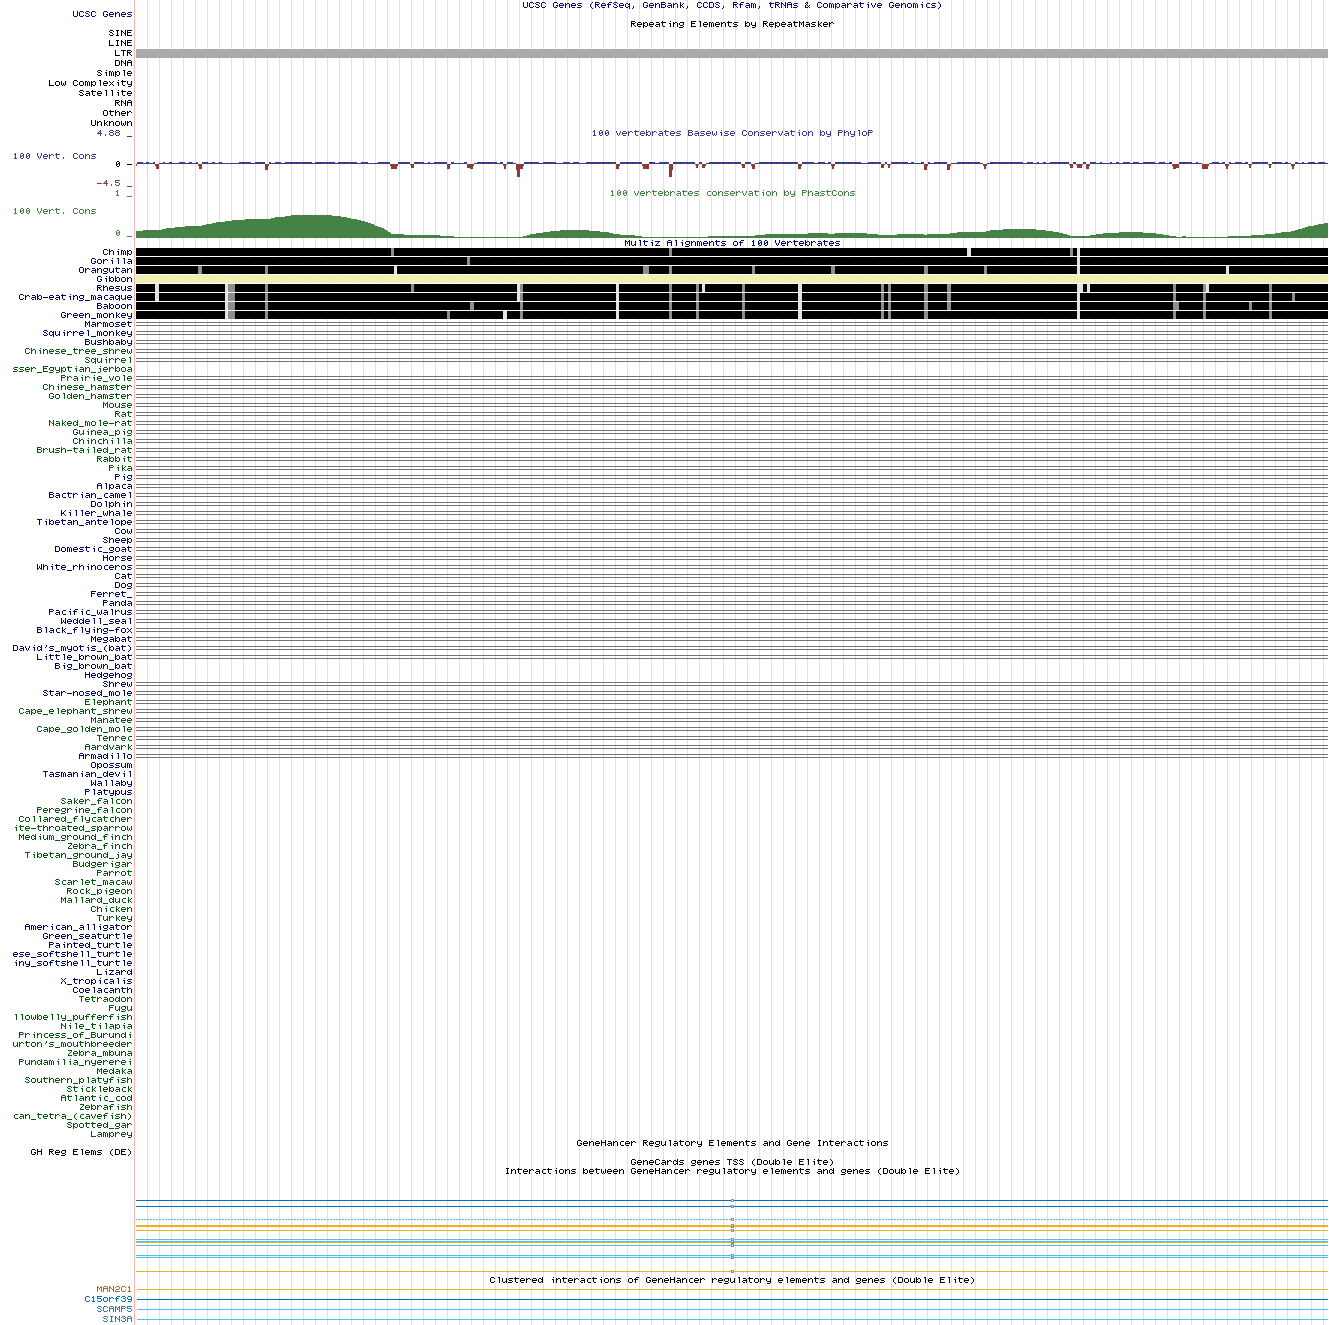 UCSC Genes (RefSeq, GenBank, CCDS, Rfam, tRNAs & Comparative Genomics)
UCSC Genes
Repeating Elements by RepeatMasker
SINE
LINE
LTR
DNA
Simple
Low Complexity
Satellite
RNA
Other
Unknown
4.88 _
100 vertebrates Basewise Conservation by PhyloP
100 Vert. Cons
0 _
-4.5 _
1 _
100 vertebrates conservation by PhastCons
100 Vert. Cons
0 _
Multiz Alignments of 100 Vertebrates
Chimp
Gorilla
Orangutan
Gibbon
Rhesus
Crab-eating_macaque
Baboon
Green_monkey
Marmoset
Squirrel_monkey
Bushbaby
Chinese_tree_shrew
Squirrel
sser_Egyptian_jerboa
Prairie_vole
Chinese_hamster
Golden_hamster
Mouse
Rat
Naked_mole-rat
Guinea_pig
Chinchilla
Brush-tailed_rat
Rabbit
Pika
Pig
Alpaca
Bactrian_camel
Dolphin
Killer_whale
Tibetan_antelope
Cow
Sheep
Domestic_goat
Horse
White_rhinoceros
Cat
Dog
Ferret_
Panda
Pacific_walrus
Weddell_seal
Black_flying-fox
Megabat
David's_myotis_(bat)
Little_brown_bat
Big_brown_bat
Hedgehog
Shrew
Star-nosed_mole
Elephant
Cape_elephant_shrew
Manatee
Cape_golden_mole
Tenrec
Aardvark
Armadillo
Opossum
Tasmanian_devil
Wallaby
Platypus
Saker_falcon
Peregrine_falcon
Collared_flycatcher
ite-throated_sparrow
Medium_ground_finch
Zebra_finch
Tibetan_ground_jay
Budgerigar
Parrot
Scarlet_macaw
Rock_pigeon
Mallard_duck
Chicken
Turkey
American_alligator
Green_seaturtle
Painted_turtle
ese_softshell_turtle
iny_softshell_turtle
Lizard
X_tropicalis
Coelacanth
Tetraodon
Fugu
llowbelly_pufferfish
Nile_tilapia
Princess_of_Burundi
urton's_mouthbreeder
Zebra_mbuna
Pundamilia_nyererei
Medaka
Southern_platyfish
Stickleback
Atlantic_cod
Zebrafish
can_tetra_(cavefish)
Spotted_gar
Lamprey
GeneHancer Regulatory Elements and Gene Interactions
GH Reg Elems (DE)
GeneCards genes TSS (Double Elite)
Interactions between GeneHancer regulatory elements and genes (Double Elite)
Clustered interactions of GeneHancer regulatory elements and genes (Double Elite)
MAN2C1
C15orf39
SCAMP5
SIN3A